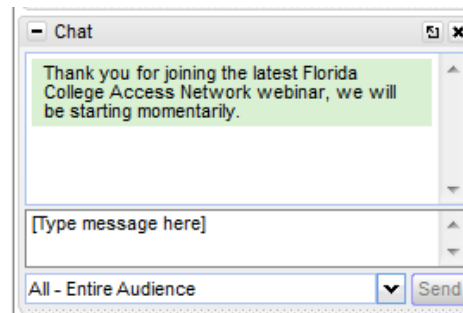 Chat
Thank you for joining the latest Florida
College Access Network webinar, we will
be starting momentarily.
[Type message here]
All - Entire Audience
Send